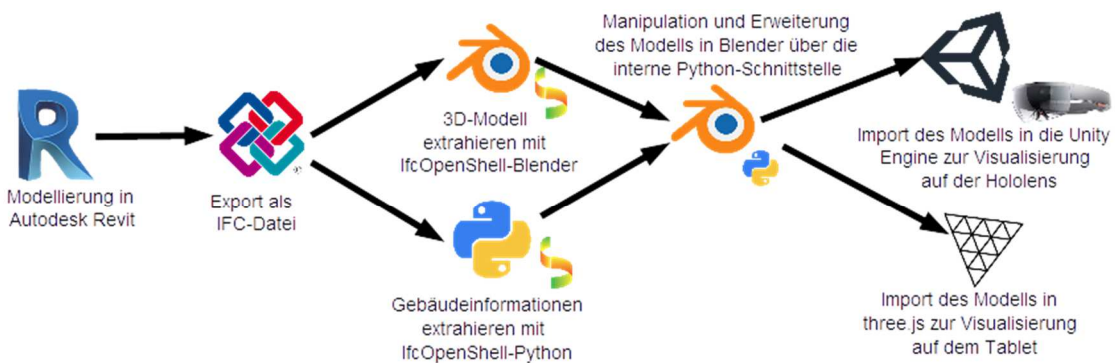 Modellierung in
Autodesk Revit
Export als
IFC-Datei
3D-Modell
extrahieren mit
IfcOpenShell-Blender
Gebäudeinformationen
extrahieren mit
IfcOpenShell-Python
Manipulation und Erweiterung
des Modells in Blender über die
interne Python-Schnittstelle
Import des Modells in die Unity
Engine zur Visualisierung
auf der Hololens
Import des Modells in
three.js zur Visualisierung
auf dem Tablet